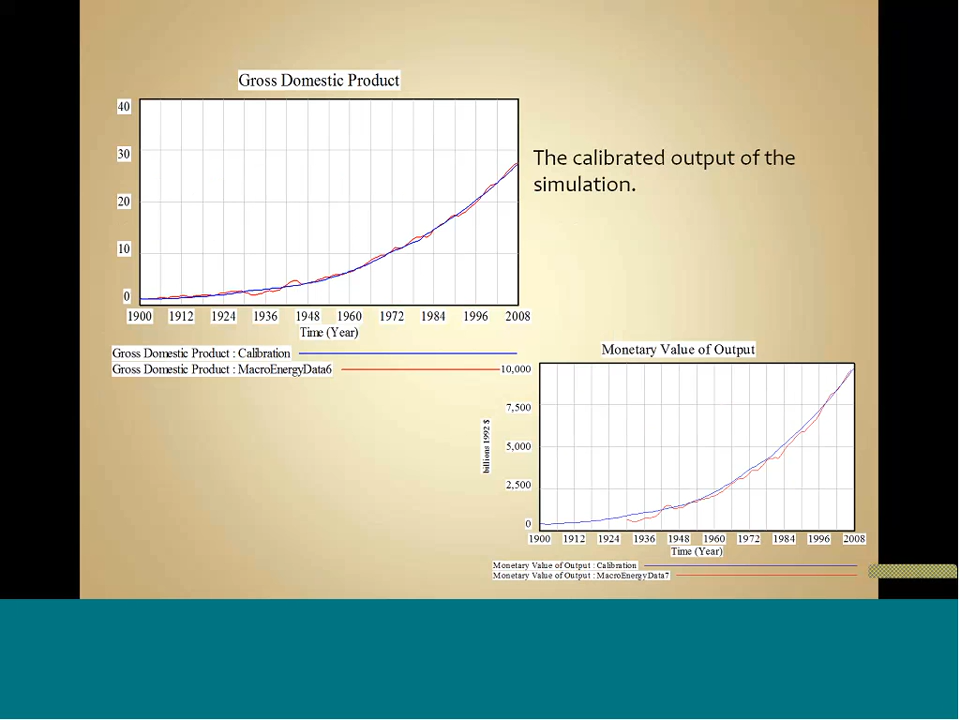 Gross Domestic Product
40
30
20
10
0
1900 1912 1924 1936 1948 1960 1972 1984 1996 2008
Time (Year)
Gross Domestic Product : Calibration
Gross Domestic Product : MacroEnergyData6
The calibrated output of the
simulation.
Monetary Value of Output
10,000
7,500
5,000
2,500
0
billions 1992 $
1900 1912 1924 1936 1948 1960 1972 1984 1996 2008
Time (Year)
Monetary Value of Output : Calibration
Monetary Value of Output : MacroEnergyData7